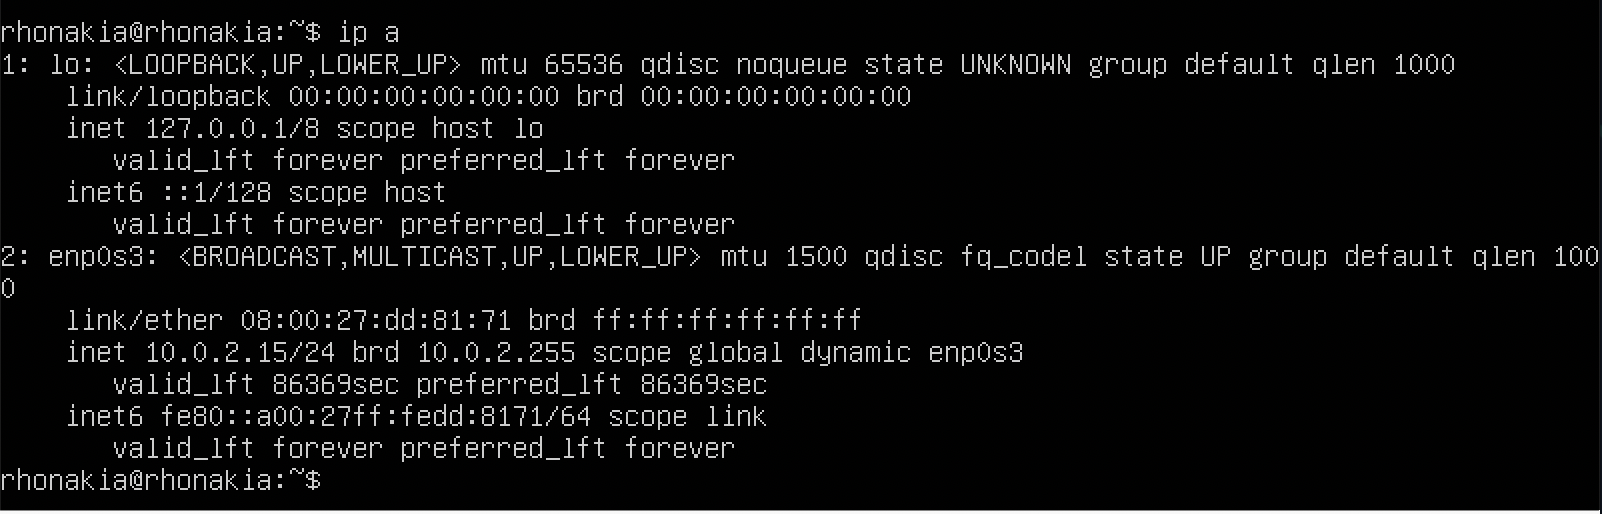 rhonakia@rhonakia:~$ ip a
1: lo: <LOOPBACK,UP,LOWER_UP> mtu 65536 qdisc noqueue state UNKNOWN group default qlen 1000
    link/loopback 00:00:00:00:00:00 brd 00:00:00:00:00:00
    inet 127.0.0.1/8 scope host lo
       valid_lft forever preferred_lft forever
    inet6 ::1/128 scope host
       valid_lft forever preferred_lft forever
2: enp0s3: <BROADCAST,MULTICAST,UP,LOWER_UP> mtu 1500 qdisc fq_codel state UP group default qlen 100
0
    link/ether 08:00:27:dd:81:71 brd ff:ff:ff:ff:ff:ff
    inet 10.0.2.15/24 brd 10.0.2.255 scope global dynamic enp0s3
       valid_lft 86369sec preferred_lft 86369sec
    inet6 fe80::a00:27ff:fedd:8171/64 scope link
       valid_lft forever preferred_lft forever
rhonakia@rhonakia:~$